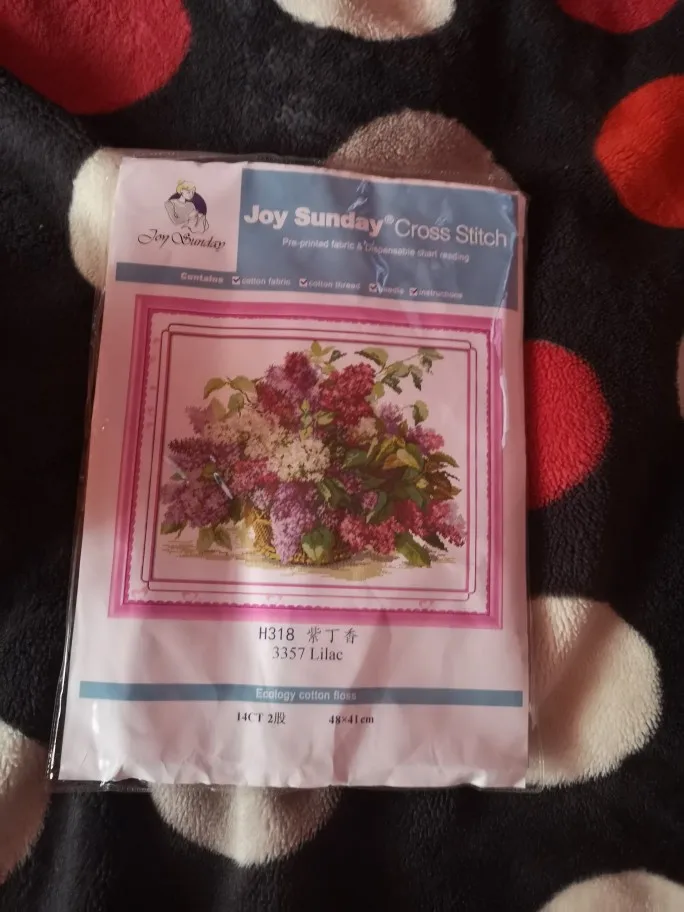 Joy Sunday
Joy Sunday® Cross Stitch
Pre-printed fabric & Dispensable chart reading
Contains cotton fabric cotton thread needle instructions
H318 紫丁香
3357 Lilac
Ecology cotton floss
14CT 2股 48×41cm